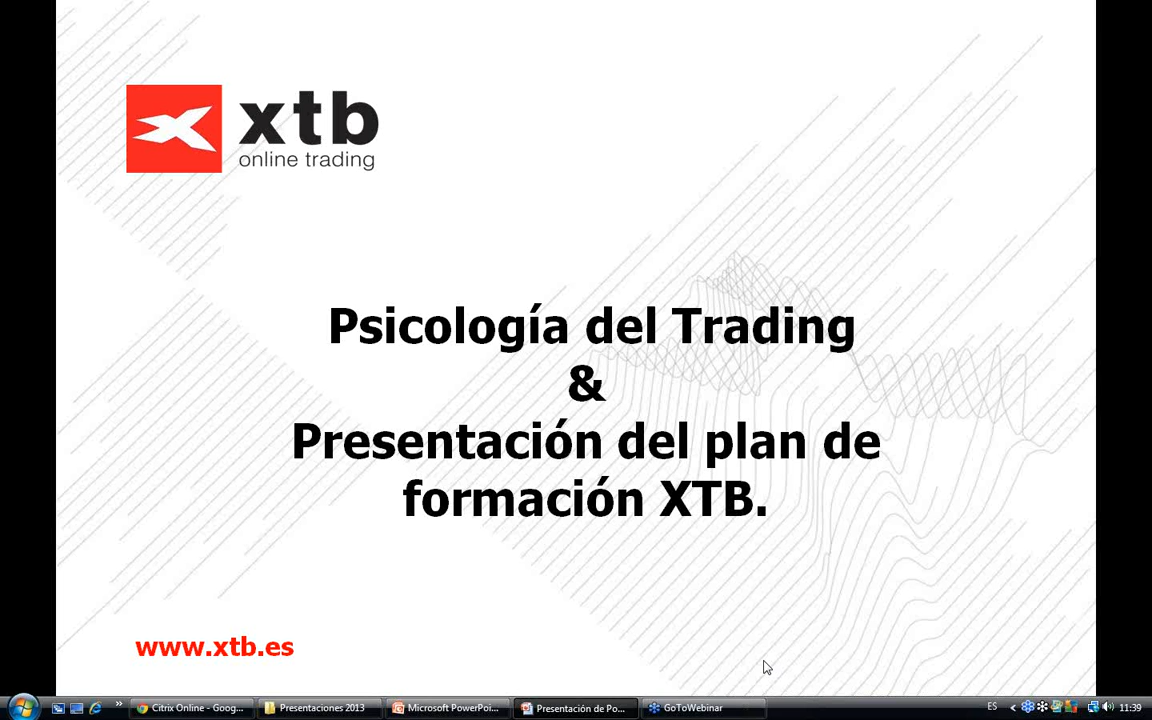 xtb
online trading
Psicología del Trading
&
Presentación del plan de
formación XTB.
www.xtb.es
Citrix Online - Goog...
Presentaciones 2013
Microsoft PowerPoi...
Presentación de Po...
GoToWebinar
ES
11:39